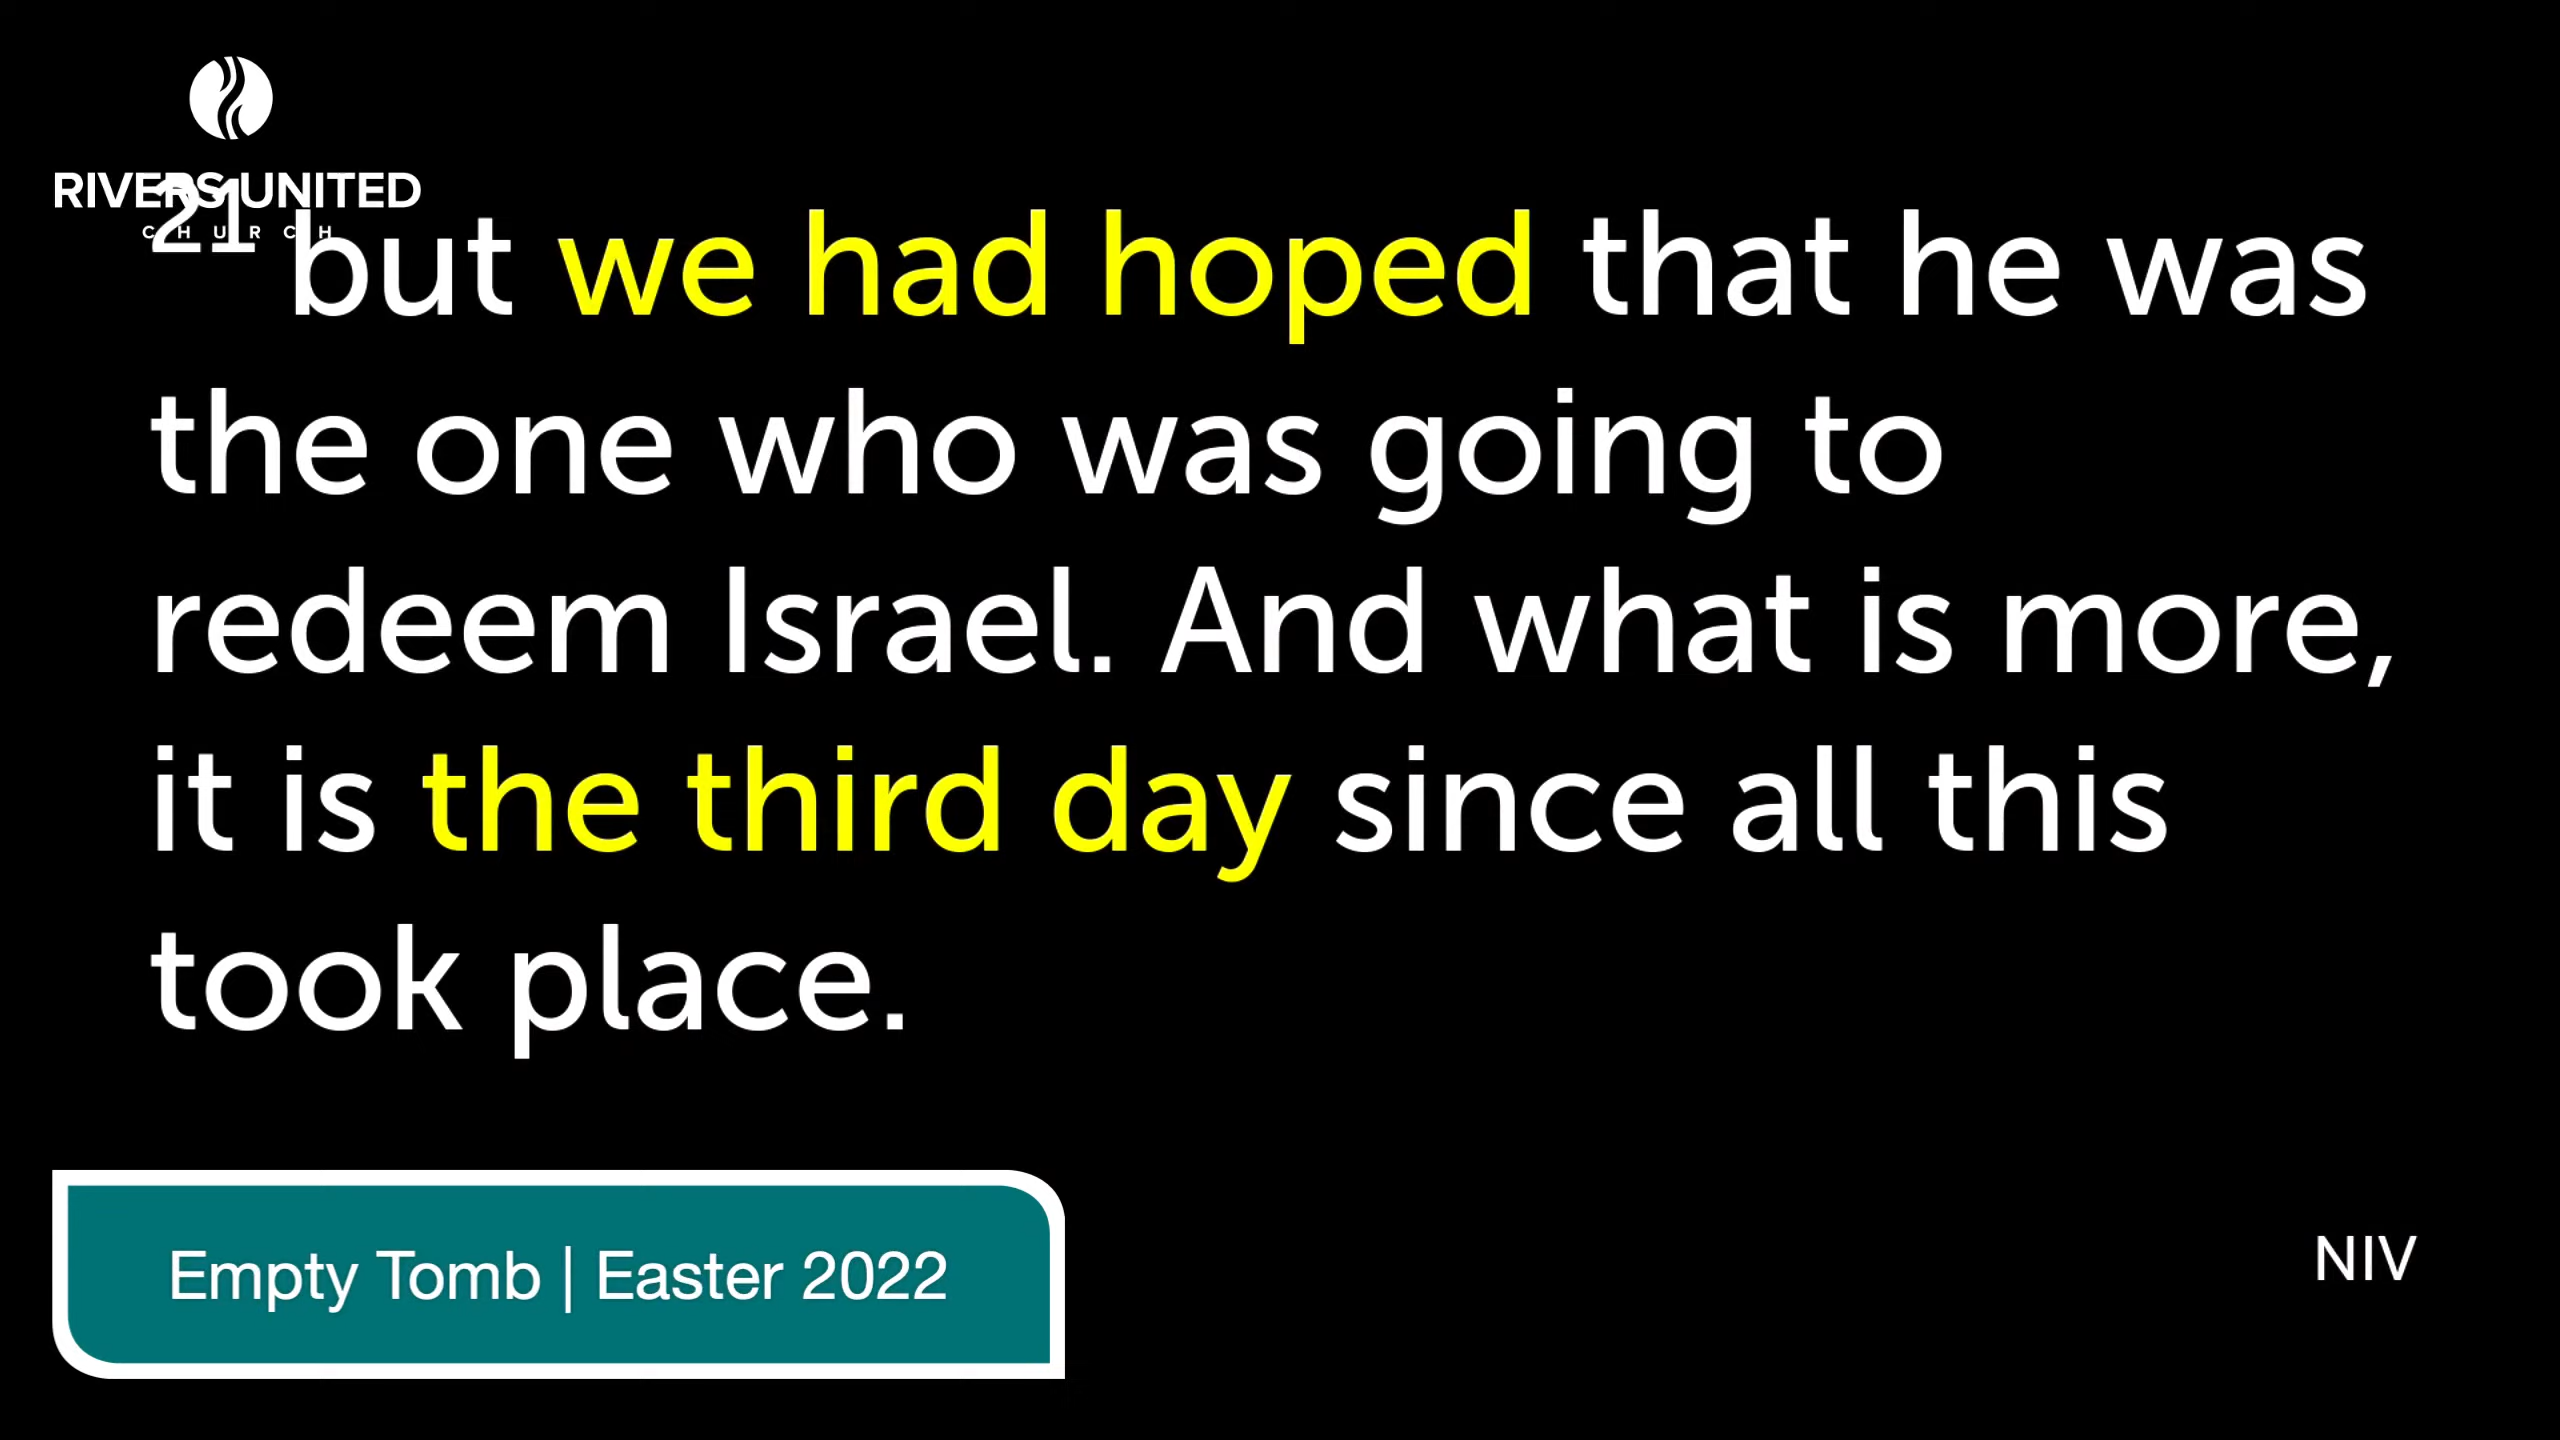 RIVERS UNITED
CHURCH
21 but we had hoped that he was
the one who was going to
redeem Israel. And what is more,
it is the third day since all this
took place.
Empty Tomb | Easter 2022
NIV